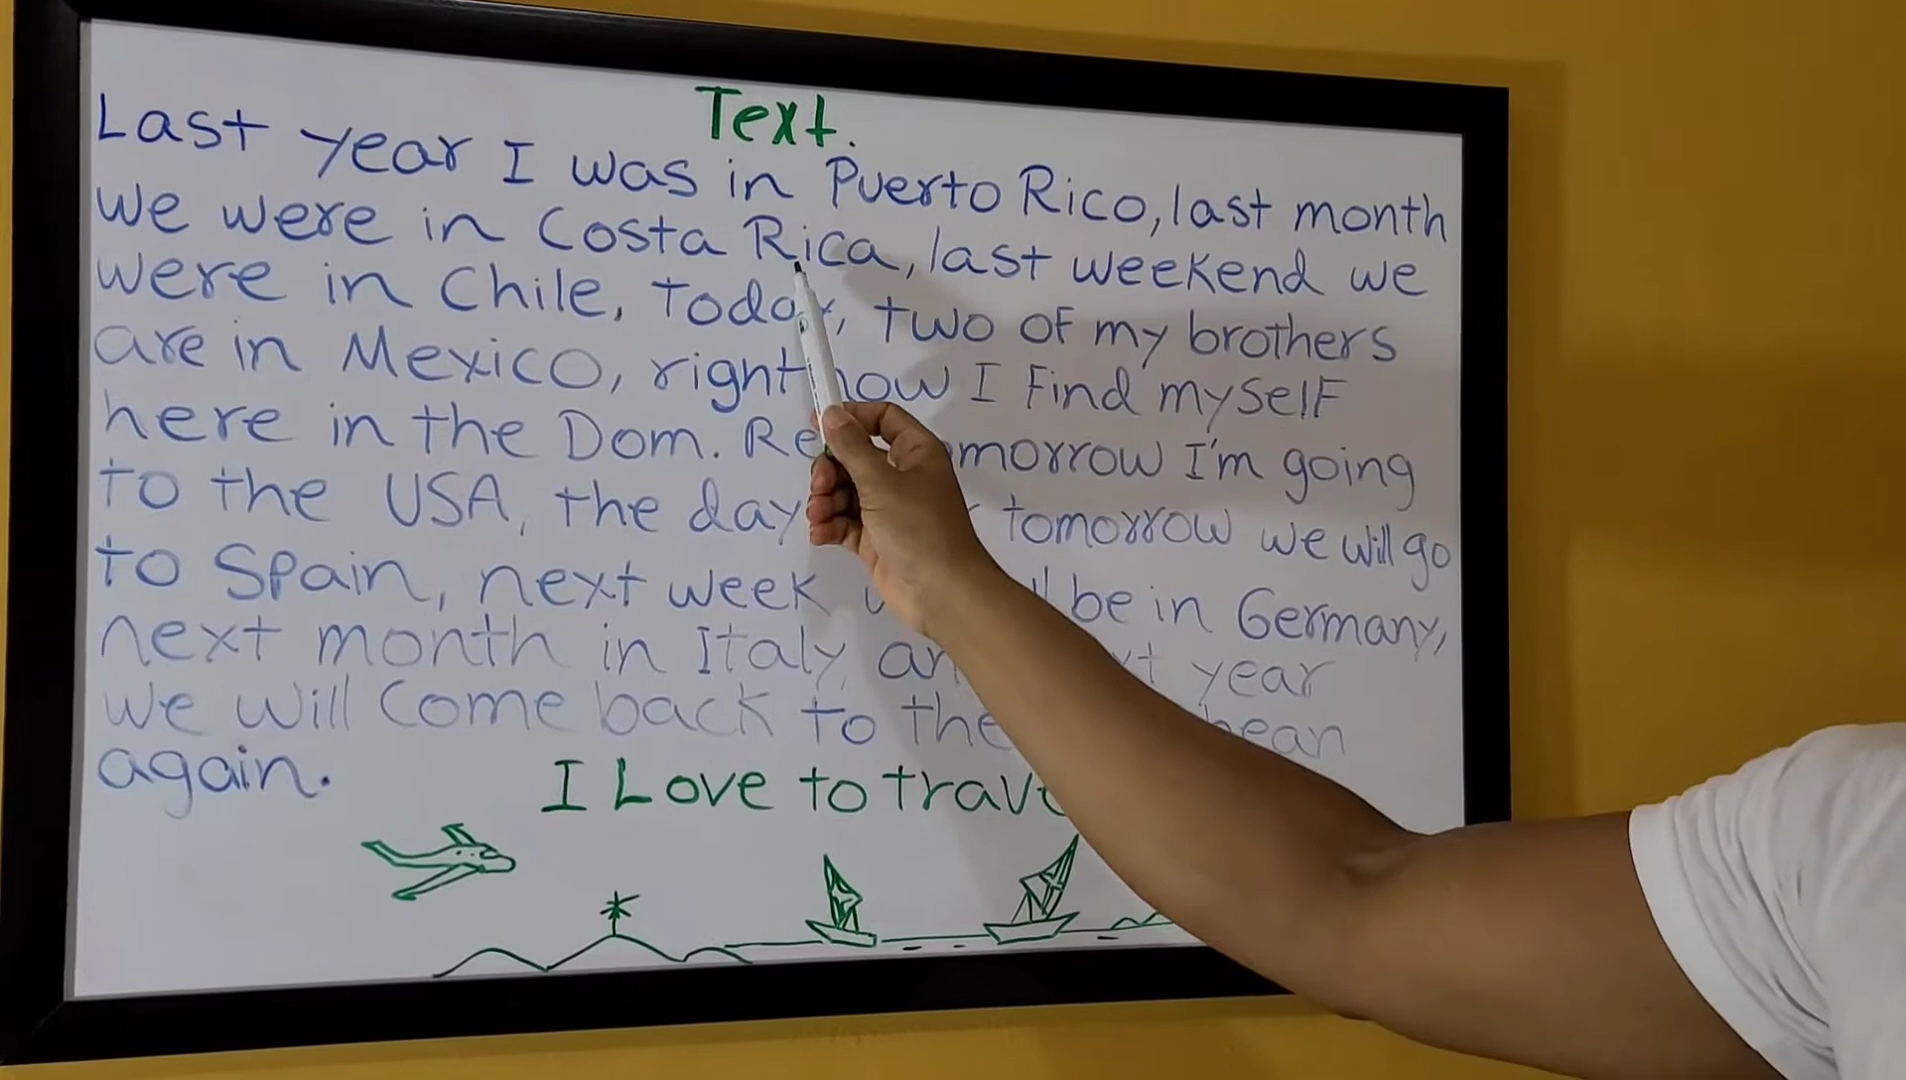 Text.
Last year I was in Puerto Rico, last month
we were in Costa Rica, last weekend we
were in Chile, today, two of my brothers
are in Mexico, right now I find myself
here in the Dom. Re tomorrow I'm going
to the USA, the day tomorrow we will go
to Spain, next week be in Germany,
next month in Italy, year
we will come back to the
again.
I Love to